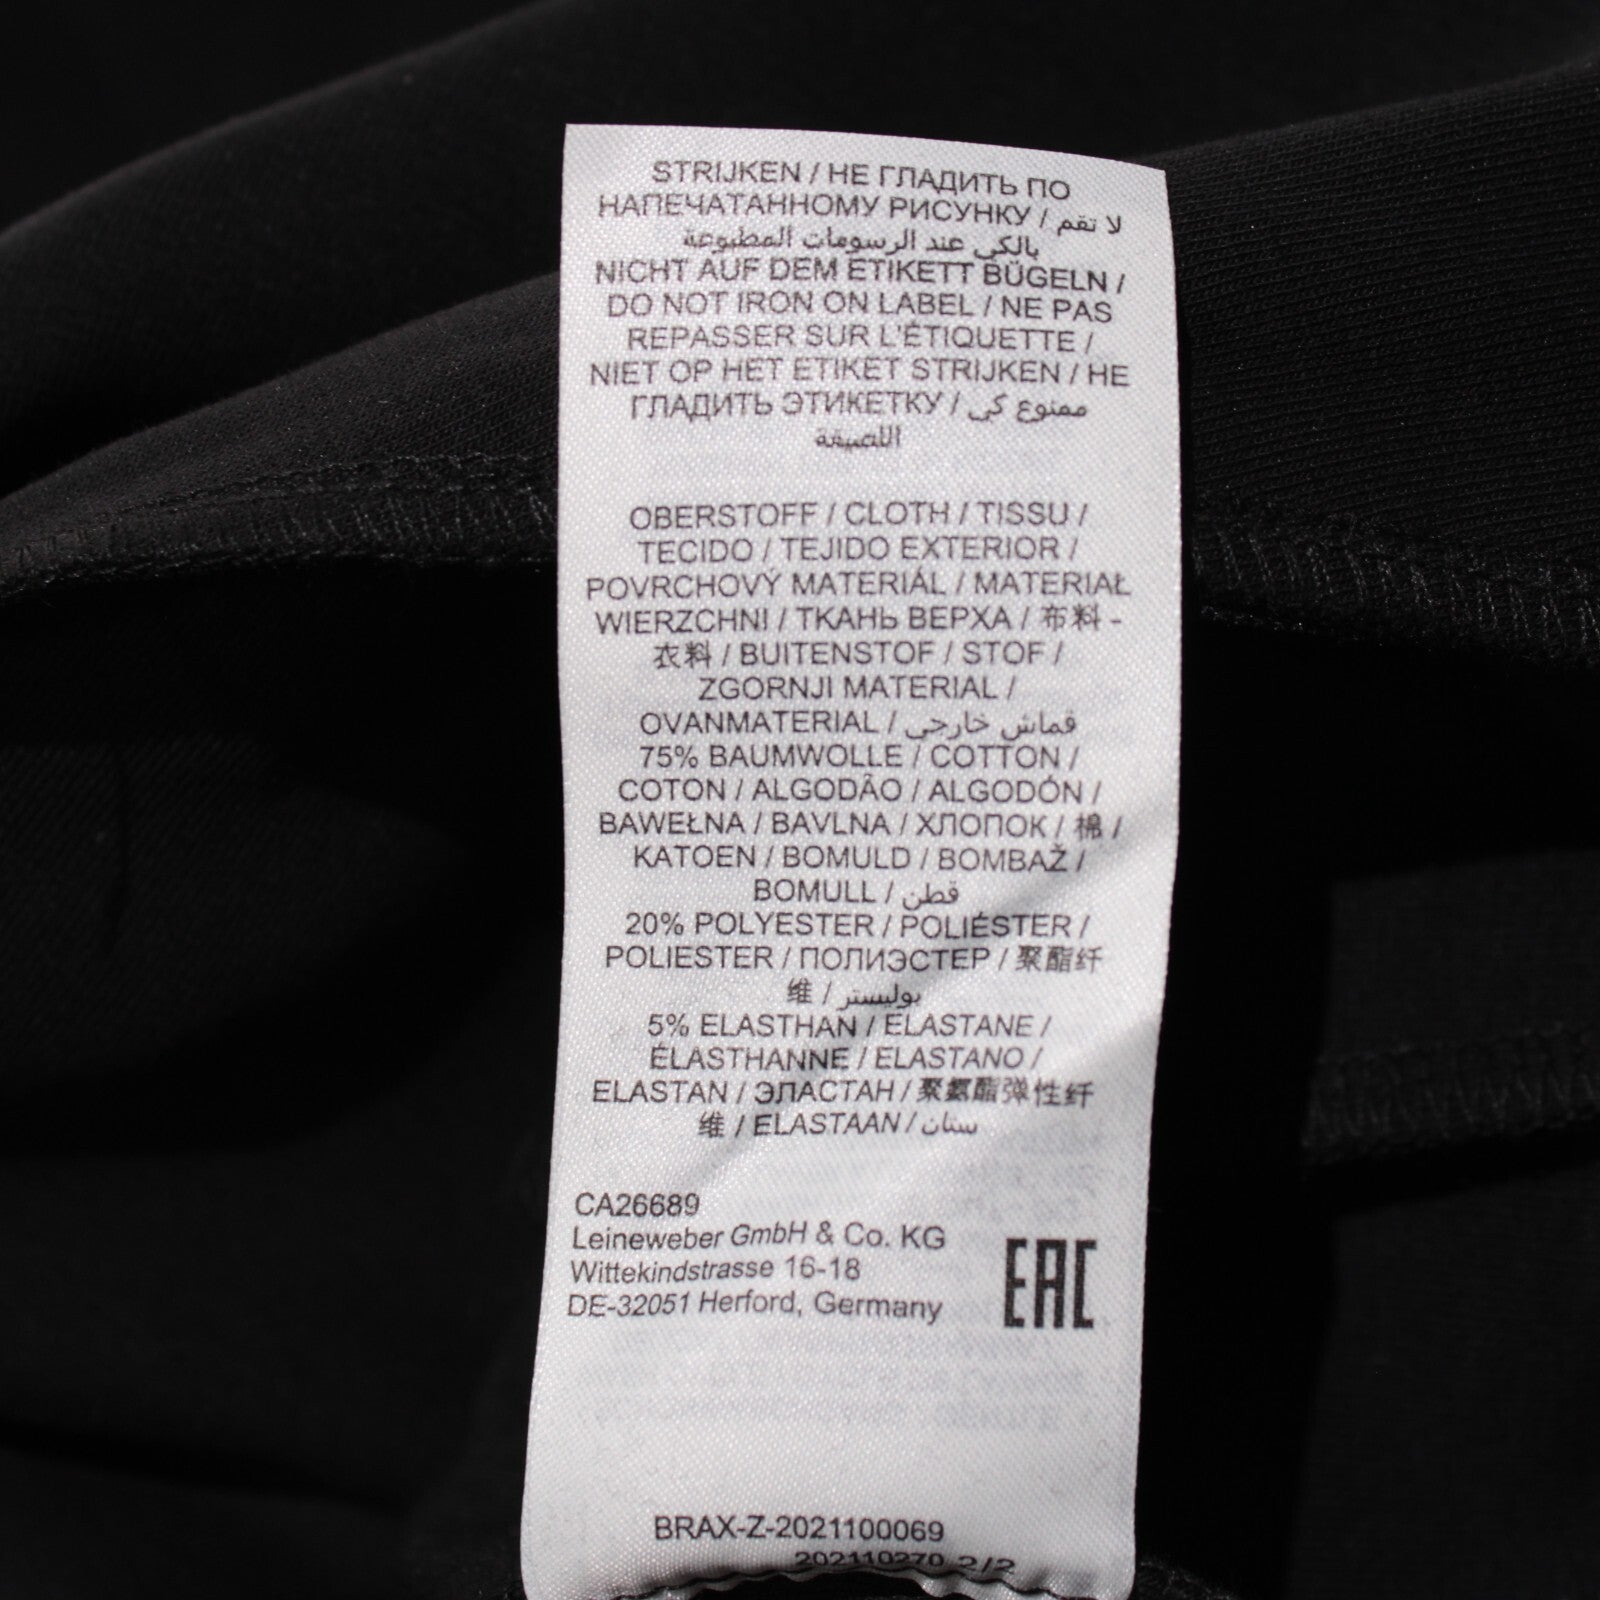 STRIJKEN / НЕ ГЛАДИТЬ ПО
НАПЕЧАТАННОМУ РИСУНКУ / لا تقم
بالكي عند الرسومات المطبوعة
NICHT AUF DEM ETIKETT BÜGELN /
DO NOT IRON ON LABEL / NE PAS
REPASSER SUR L'ÉTIQUETTE /
NIET OP HET ETIKET STRIJKEN / НЕ
ГЛАДИТЬ ЭТИКЕТКУ / ممنوع كي
اللصيقة
OBERSTOFF / CLOTH / TISSU /
TECIDO / TEJIDO EXTERIOR /
POVRCHOVÝ MATERIÁL / MATERIAŁ
WIERZCHNI / ТКАНЬ ВЕРХА / 布料 -
衣料 / BUITENSTOF / STOF /
ZGORNJI MATERIAL /
OVANMATERIAL / قماش خارجي
75% BAUMWOLLE / COTTON /
COTON / ALGODÃO / ALGODÓN /
BAWEŁNA / BAVLNA / ХЛОПОК / 棉 /
KATOEN / BOMULD / BOMBAŽ /
BOMULL / قطن
20% POLYESTER / POLIÉSTER /
POLIESTER / ПОЛИЭСТЕР / 聚酯纤
维 / بوليستر
5% ELASTHAN / ELASTANE /
ÉLASTHANNE / ELASTANO /
ELASTAN / ЭЛАСТАН / 聚氨酯弹性纤
维 / ELASTAAN / ستان
CA26689
Leineweber GmbH & Co. KG
Wittekindstrasse 16-18
DE-32051 Herford, Germany
EAC
BRAX-Z-2021100069
202110270 2/2